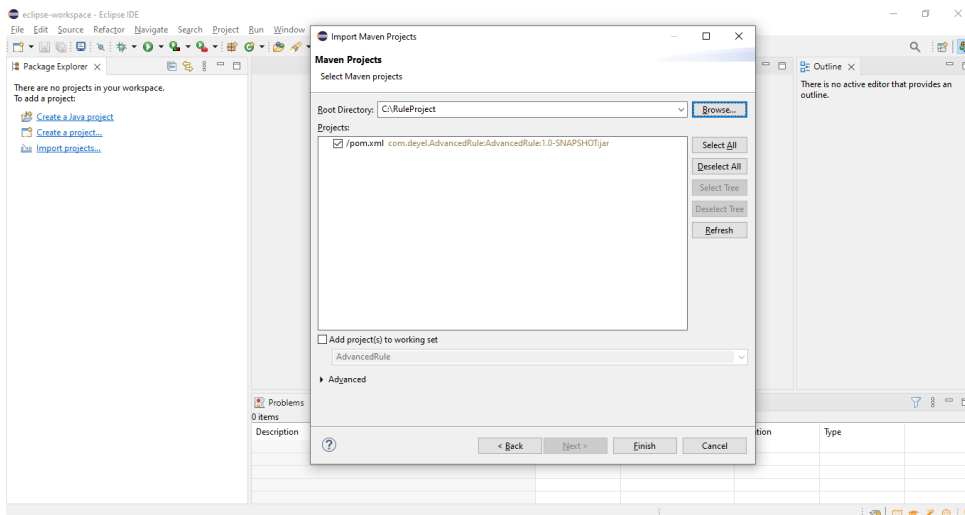 eclipse-workspace - Eclipse IDE
File Edit Source Refactor Navigate Search Project Run Window
Package Explorer
There are no projects in your workspace.
To add a project:
Create a Java project
Create a project...
Import projects...
Import Maven Projects
Maven Projects
Select Maven projects
Root Directory: C:\RuleProject Browse...
Projects:
/pom.xml com.deyel.AdvancedRule:AdvancedRule:1.0-SNAPSHOT:jar
Select All
Deselect All
Select Tree
Deselect Tree
Refresh
Add project(s) to working set
AdvancedRule
Advanced
? < Back Next > Finish Cancel
Outline
There is no active editor that provides an
outline.
Problems
0 items
Description Type